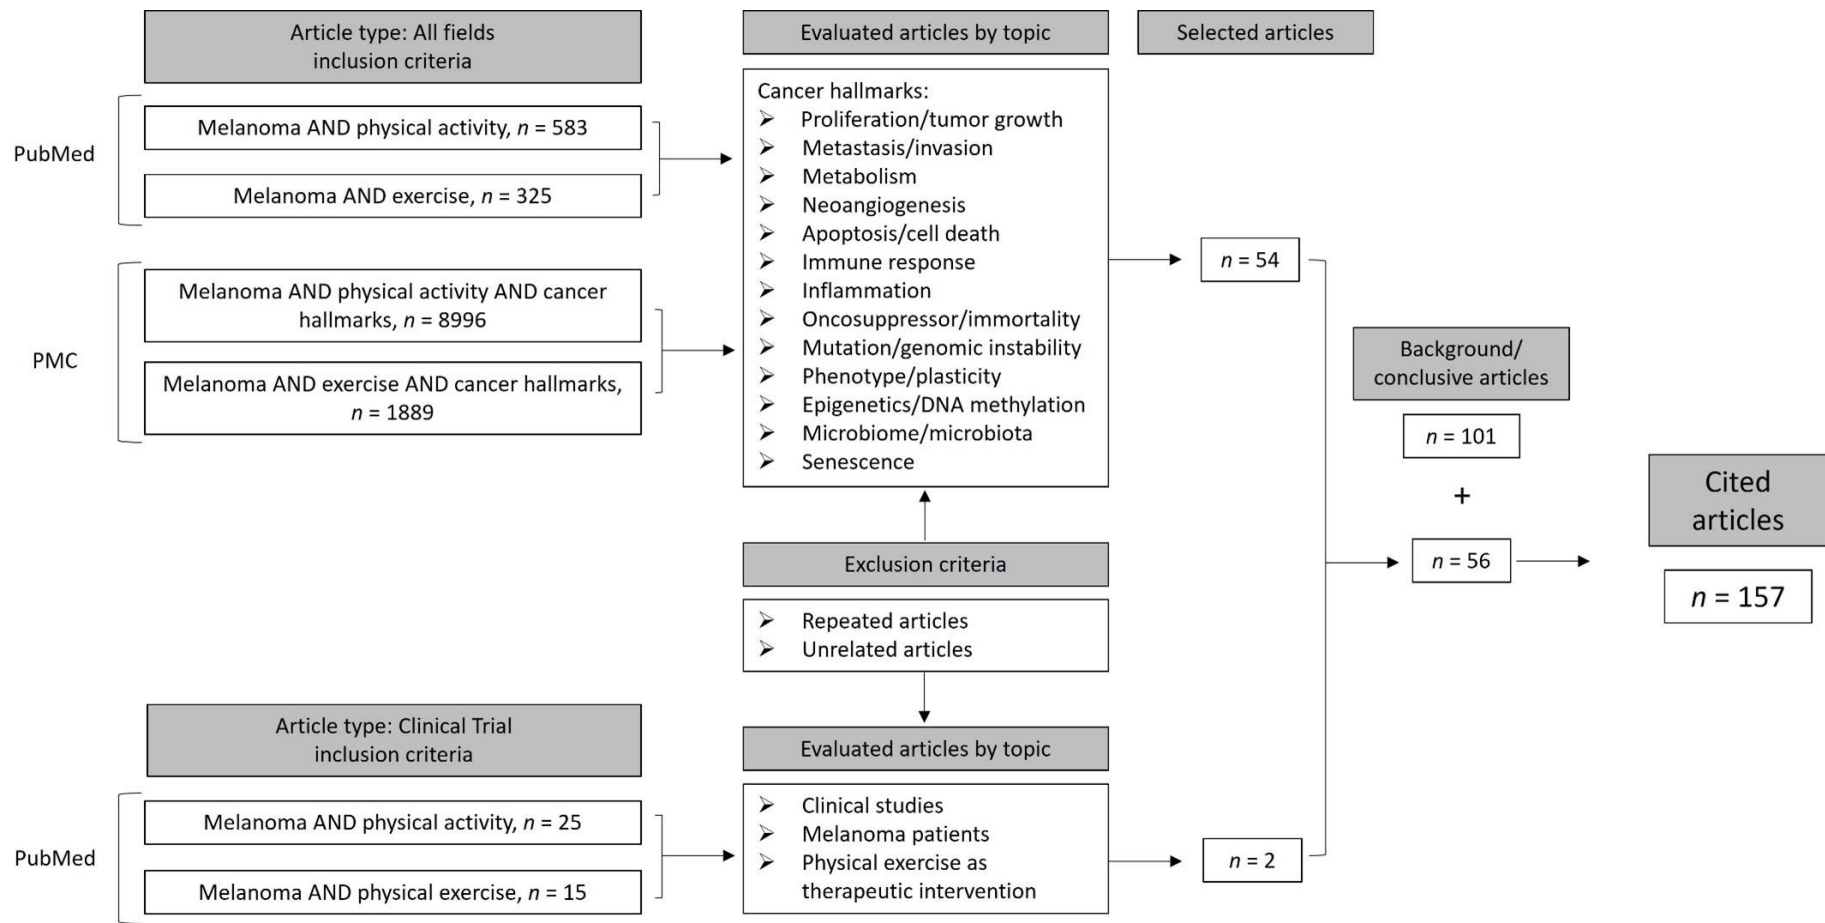 Article type: All fields
inclusion criteria
PubMed
Melanoma AND physical activity, n = 583
Melanoma AND exercise, n = 325
PMC
Melanoma AND physical activity AND cancer
hallmarks, n = 8996
Melanoma AND exercise AND cancer hallmarks,
n = 1889
Evaluated articles by topic
Cancer hallmarks:
➢ Proliferation/tumor growth
➢ Metastasis/invasion
➢ Metabolism
➢ Neoangiogenesis
➢ Apoptosis/cell death
➢ Immune response
➢ Inflammation
➢ Oncosuppressor/immortality
➢ Mutation/genomic instability
➢ Phenotype/plasticity
➢ Epigenetics/DNA methylation
➢ Microbiome/microbiota
➢ Senescence
Selected articles
n = 54
Exclusion criteria
➢ Repeated articles
➢ Unrelated articles
Article type: Clinical Trial
inclusion criteria
PubMed
Melanoma AND physical activity, n = 25
Melanoma AND physical exercise, n = 15
Evaluated articles by topic
➢ Clinical studies
➢ Melanoma patients
➢ Physical exercise as
therapeutic intervention
n = 2
Background/
conclusive articles
n = 101
+
n = 56
Cited
articles
n = 157